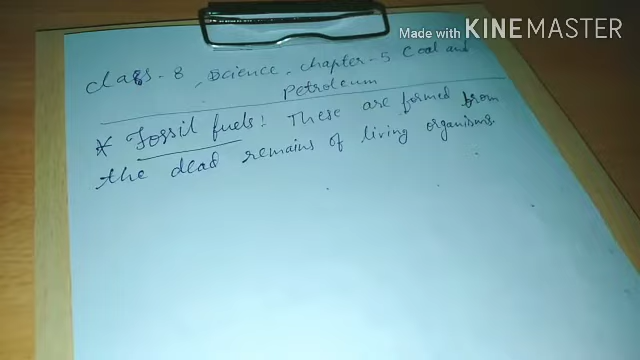 Made with KINEMASTER
Class - 8, Science, Chapter - 5 Coal and
Petroleum
* Fossil fuels! These are formed from
the dead remains of living organisms.